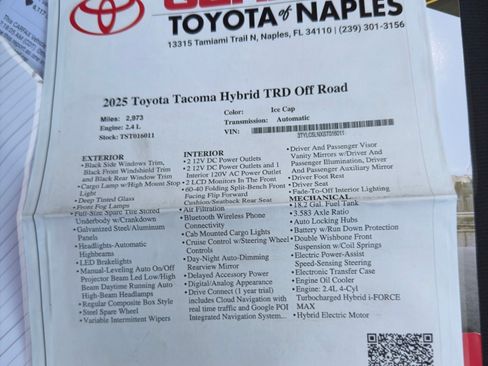 TOYOTA of NAPLES
13315 Tamiami Trail N, Naples, FL 34110 | (239) 301-3156
2025 Toyota Tacoma Hybrid TRD Off Road
Miles: 2,973
Engine: 2.4 L
Stock: TST016011
Color: Ice Cap
Transmission: Automatic
VIN:
EXTERIOR
• Black Side Windows Trim,
Black Front Windshield Trim
and Black Rear Window Trim
• Cargo Lamp w/High Mount Stop
Light
• Deep Tinted Glass
• Front Fog Lamps
• Full-Size Spare Tire Stored
Underbody w/Crankdown
• Galvanized Steel/Aluminum
Panels
• Headlights-Automatic
Highbeams
• LED Brakelights
• Manual-Leveling Auto On/Off
Projector Beam Led Low/High
Beam Daytime Running Auto
High-Beam Headlamps
• Regular Composite Box Style
• Steel Spare Wheel
• Variable Intermittent Wipers
INTERIOR
• 2 12V DC Power Outlets
• 2 12V DC Power Outlets and 1
Interior 120V AC Power Outlet
• 2 LCD Monitors In The Front
• 60-40 Folding Split-Bench Front
Facing Flip Forward
Cushion/Seatback Rear Seat
• Air Filtration
• Bluetooth Wireless Phone
Connectivity
• Cab Mounted Cargo Lights
• Cruise Control w/Steering Wheel
Controls
• Day-Night Auto-Dimming
Rearview Mirror
• Delayed Accessory Power
• Digital/Analog Appearance
• Drive Connect (1 year trial)
includes Cloud Navigation with
real time traffic and Google POI
Integrated Navigation System...
• Driver And Passenger Visor
Vanity Mirrors w/Driver And
Passenger Illumination, Driver
And Passenger Auxiliary Mirror
• Driver Foot Rest
• Driver Seat
• Fade-To-Off Interior Lighting
MECHANICAL
• 18.2 Gal. Fuel Tank
• 3.583 Axle Ratio
• Auto Locking Hubs
• Battery w/Run Down Protection
• Double Wishbone Front
Suspension w/Coil Springs
• Electric Power-Assist
Speed-Sensing Steering
• Electronic Transfer Case
• Engine Oil Cooler
• Engine: 2.4L 4-Cyl
Turbocharged Hybrid i-FORCE
MAX
• Hybrid Electric Motor